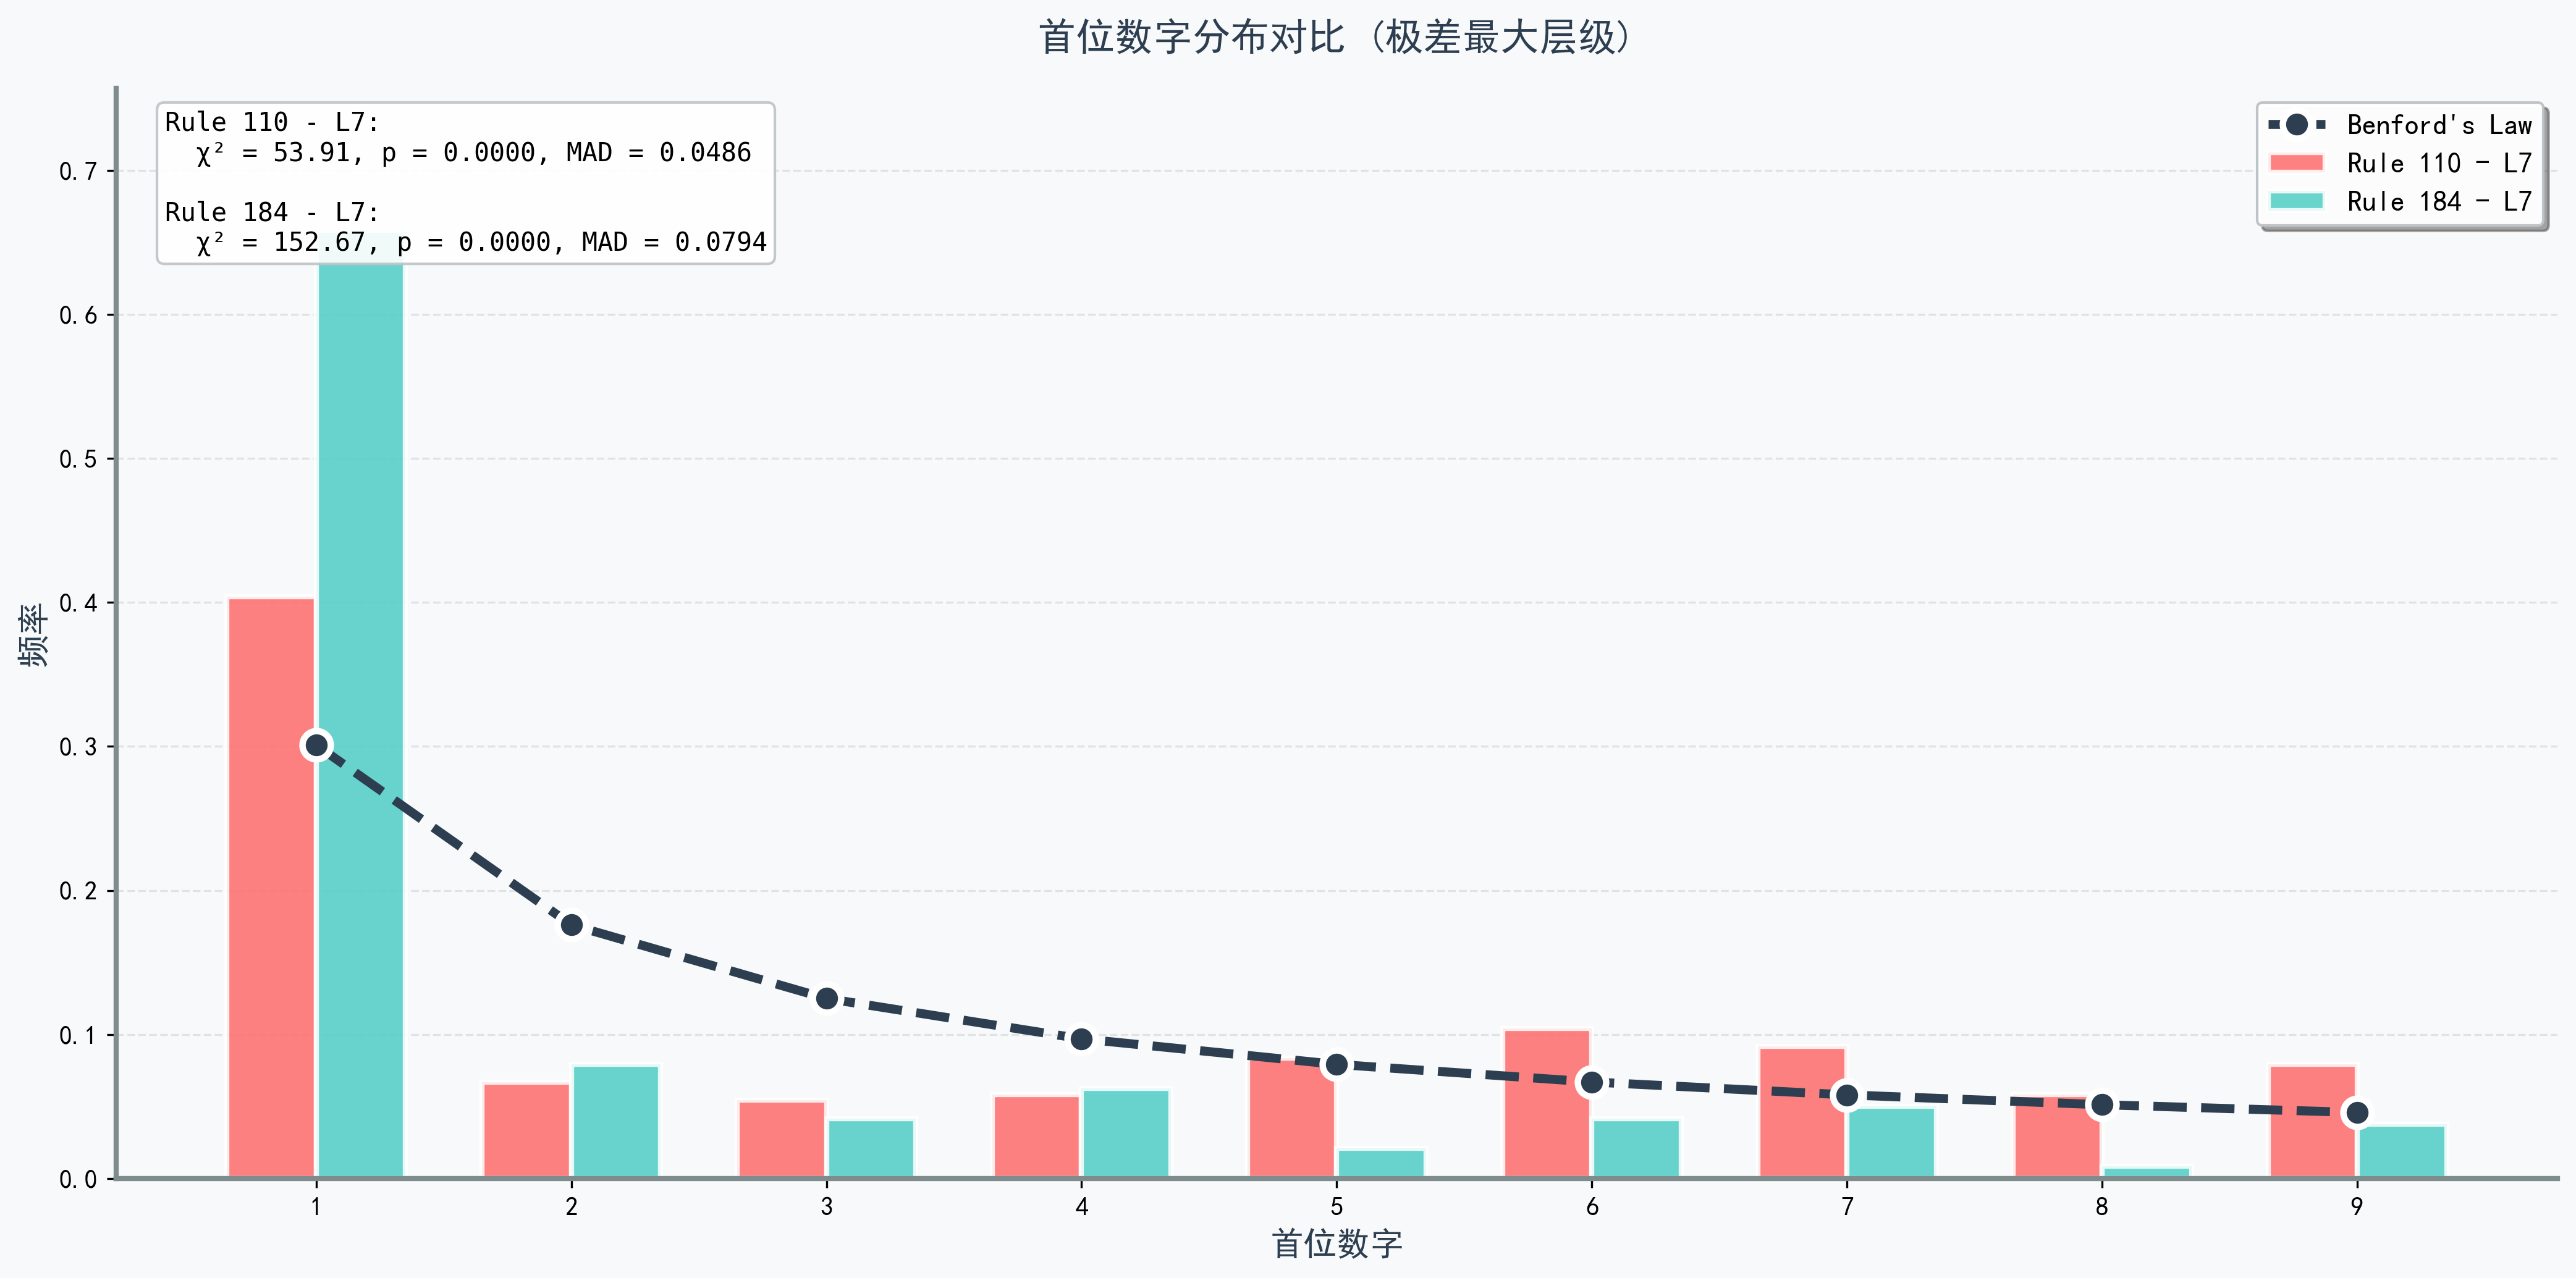 首位数字分布对比 (极差最大层级)
Rule 110 - L7:
χ² = 53.91, p = 0.0000, MAD = 0.0486
Rule 184 - L7:
χ² = 152.67, p = 0.0000, MAD = 0.0794
Benford's Law
Rule 110 - L7
Rule 184 - L7
频率
0.7
0.6
0.5
0.4
0.3
0.2
0.1
0.0
1 2 3 4 5 6 7 8 9
首位数字